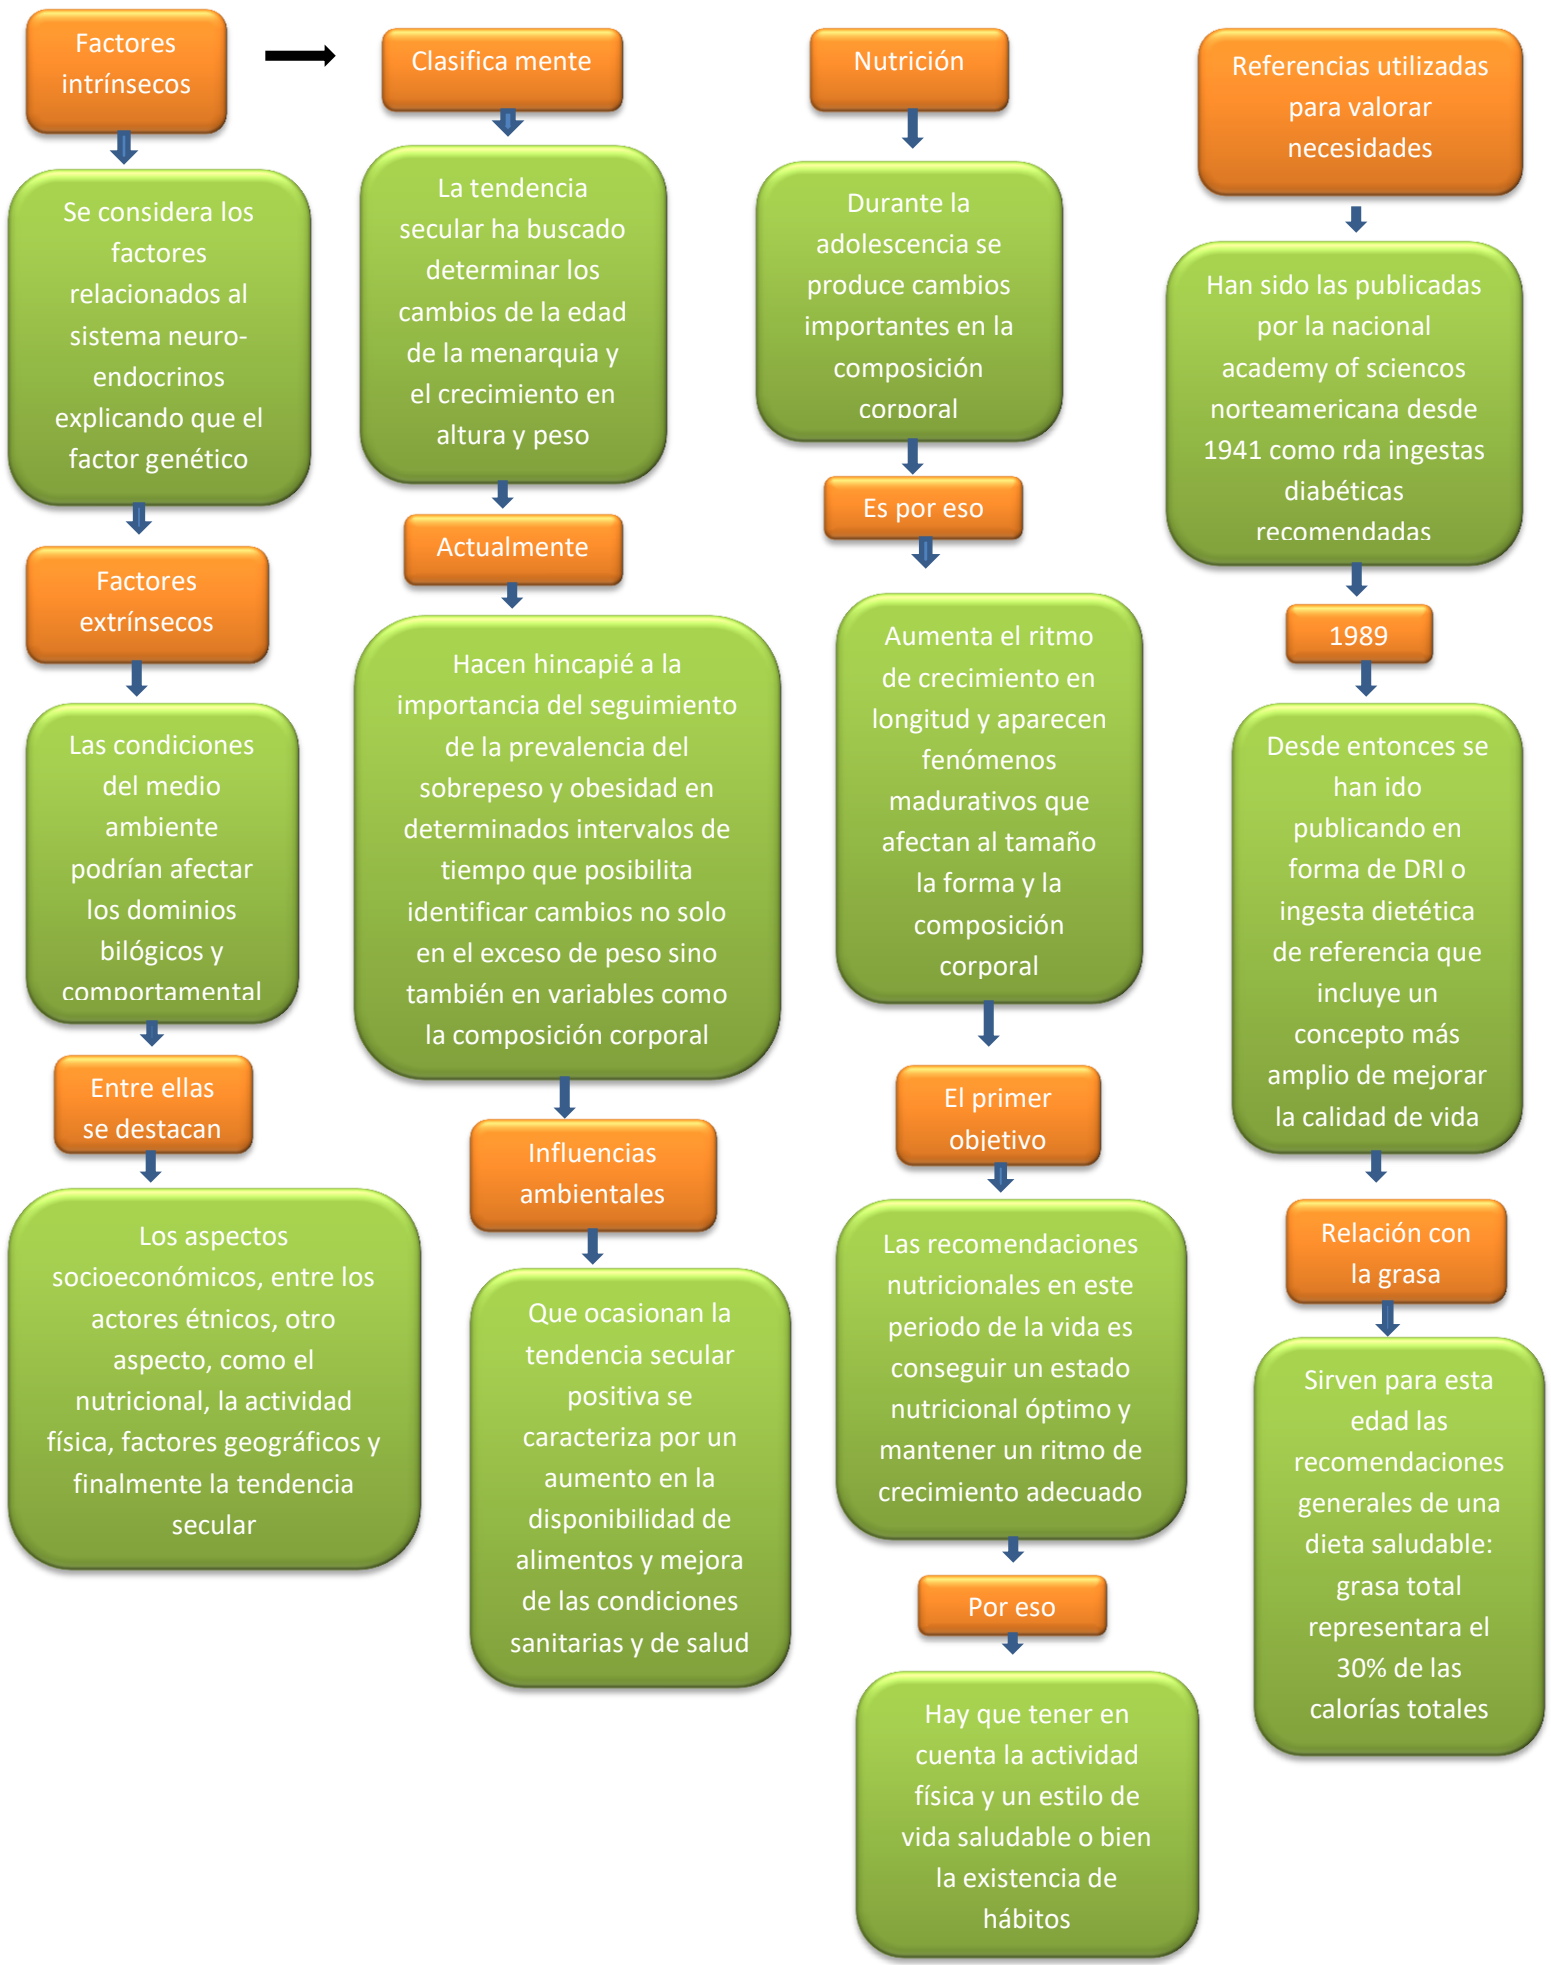 Factores
intrínsecos
Se considera los
factores
relacionados al
sistema neuro-
endocrinos
explicando que el
factor genético
Factores
extrínsecos
Las condiciones
del medio
ambiente
podrían afectar
los dominios
bilógicos y
comportamental
Entre ellas
se destacan
Los aspectos
socioeconómicos, entre los
actores étnicos, otro
aspecto, como el
nutricional, la actividad
física, factores geográficos y
finalmente la tendencia
secular
Clasifica mente
La tendencia
secular ha buscado
determinar los
cambios de la edad
de la menarquia y
el crecimiento en
altura y peso
Actualmente
Hacen hincapié a la
importancia del seguimiento
de la prevalencia del
sobrepeso y obesidad en
determinados intervalos de
tiempo que posibilita
identificar cambios no solo
en el exceso de peso sino
también en variables como
la composición corporal
Influencias
ambientales
Que ocasionan la
tendencia secular
positiva se
caracteriza por un
aumento en la
disponibilidad de
alimentos y mejora
de las condiciones
sanitarias y de salud
Nutrición
Durante la
adolescencia se
produce cambios
importantes en la
composición
corporal
Es por eso
Aumenta el ritmo
de crecimiento en
longitud y aparecen
fenómenos
madurativos que
afectan al tamaño
la forma y la
composición
corporal
El primer
objetivo
Las recomendaciones
nutricionales en este
periodo de la vida es
conseguir un estado
nutricional óptimo y
mantener un ritmo de
crecimiento adecuado
Por eso
Hay que tener en
cuenta la actividad
física y un estilo de
vida saludable o bien
la existencia de
hábitos
Referencias utilizadas
para valorar
necesidades
Han sido las publicadas
por la nacional
academy of sciencos
norteamericana desde
1941 como rda ingestas
diabéticas
recomendadas
1989
Desde entonces se
han ido
publicando en
forma de DRI o
ingesta dietética
de referencia que
incluye un
concepto más
amplio de mejorar
la calidad de vida
Relación con
la grasa
Sirven para esta
edad las
recomendaciones
generales de una
dieta saludable:
grasa total
representara el
30% de las
calorías totales